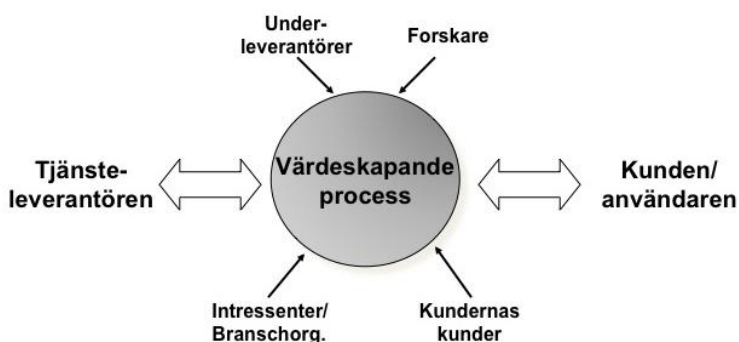 Under-
leverantörer
Forskare
Tjänste-
leverantören
Värdeskapande
process
Kunden/
användaren
Intressenter/
Branschorg.
Kundernas
kunder